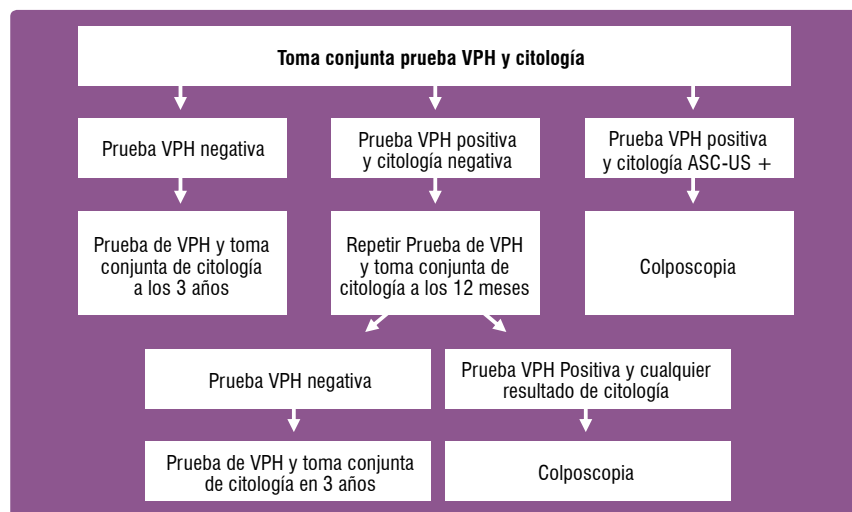 Toma conjunta prueba VPH y citología
Prueba VPH negativa
Prueba VPH positiva
y citología negativa
Prueba VPH positiva
y citología ASC-US +
Prueba de VPH y toma
conjunta de citología
a los 3 años
Repetir Prueba de VPH
y toma conjunta de
citología a los 12 meses
Colposcopia
Prueba VPH negativa
Prueba VPH Positiva y cualquier
resultado de citología
Prueba de VPH y toma conjunta
de citología en 3 años
Colposcopia